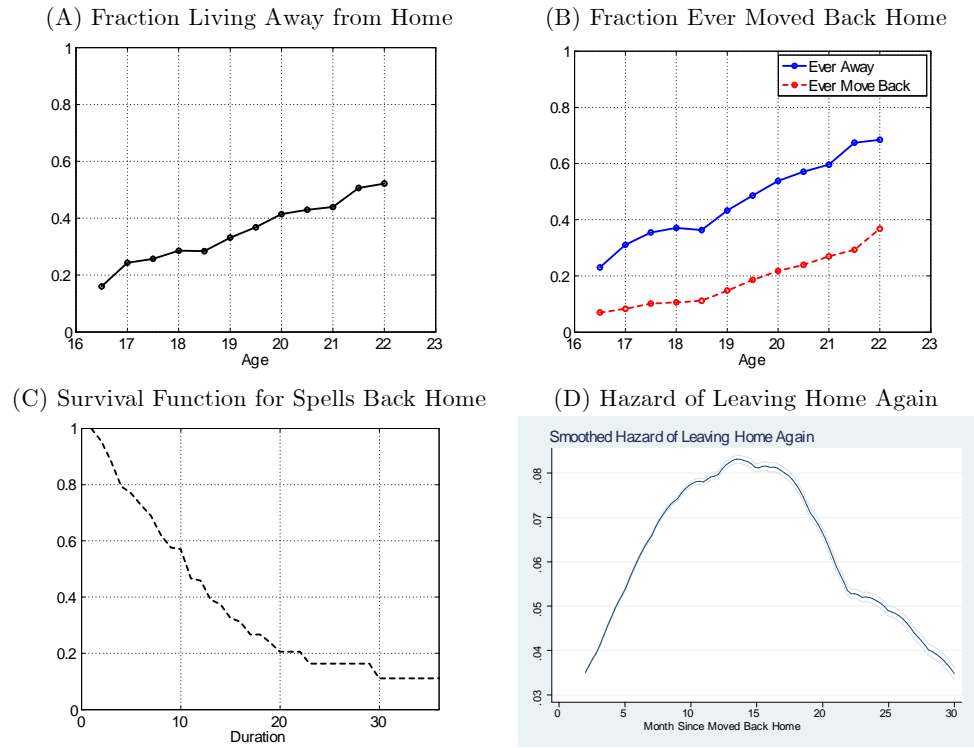 (A) Fraction Living Away from Home
1
0.8
0.6
0.4
0.2
0
16 17 18 19 20 21 22 23
Age
(B) Fraction Ever Moved Back Home
1
Ever Away
Ever Move Back
0.8
0.6
0.4
0.2
0
16 17 18 19 20 21 22 23
Age
(C) Survival Function for Spells Back Home
1
0.8
0.6
0.4
0.2
0
0 10 20 30
Duration
(D) Hazard of Leaving Home Again
Smoothed Hazard of Leaving Home Again
.08
.07
.06
.05
.04
.03
0 5 10 15 20 25 30
Month Since Moved Back Home